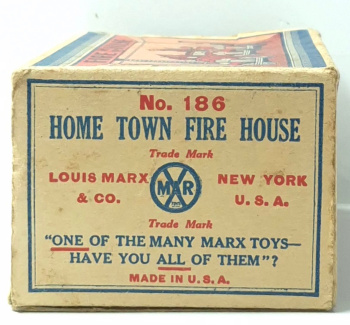 No. 186
HOME TOWN FIRE HOUSE
Trade Mark
LOUIS MARX
& CO.
MAR
TOYS
NEW YORK
U. S. A.
Trade Mark
"ONE OF THE MANY MARX TOYS—
HAVE YOU ALL OF THEM"?
MADE IN U. S. A.